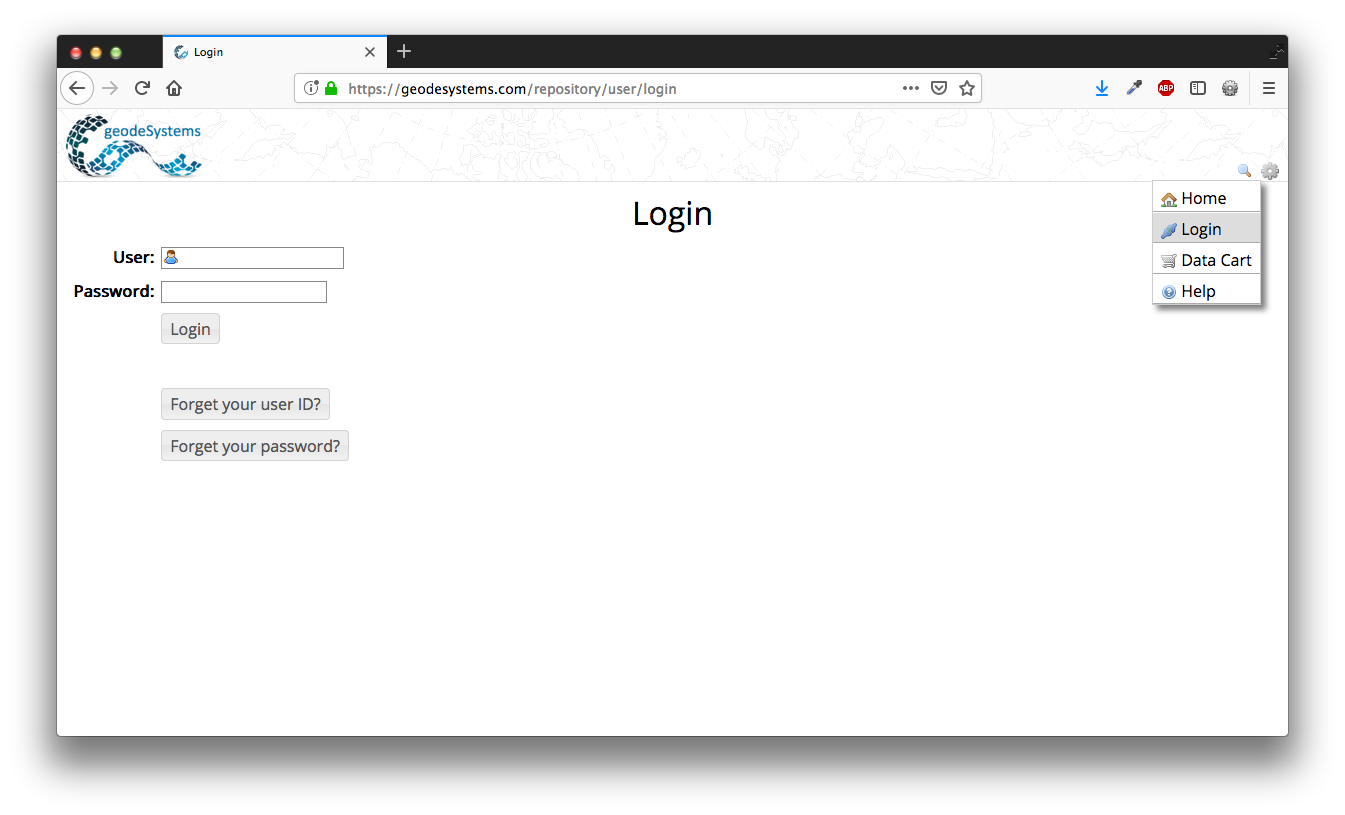 Login
https://geodesystems.com/repository/user/login
ABP
geodeSystems
Home
Login
Data Cart
Help
Login
User:
Password:
Login
Forget your user ID?
Forget your password?